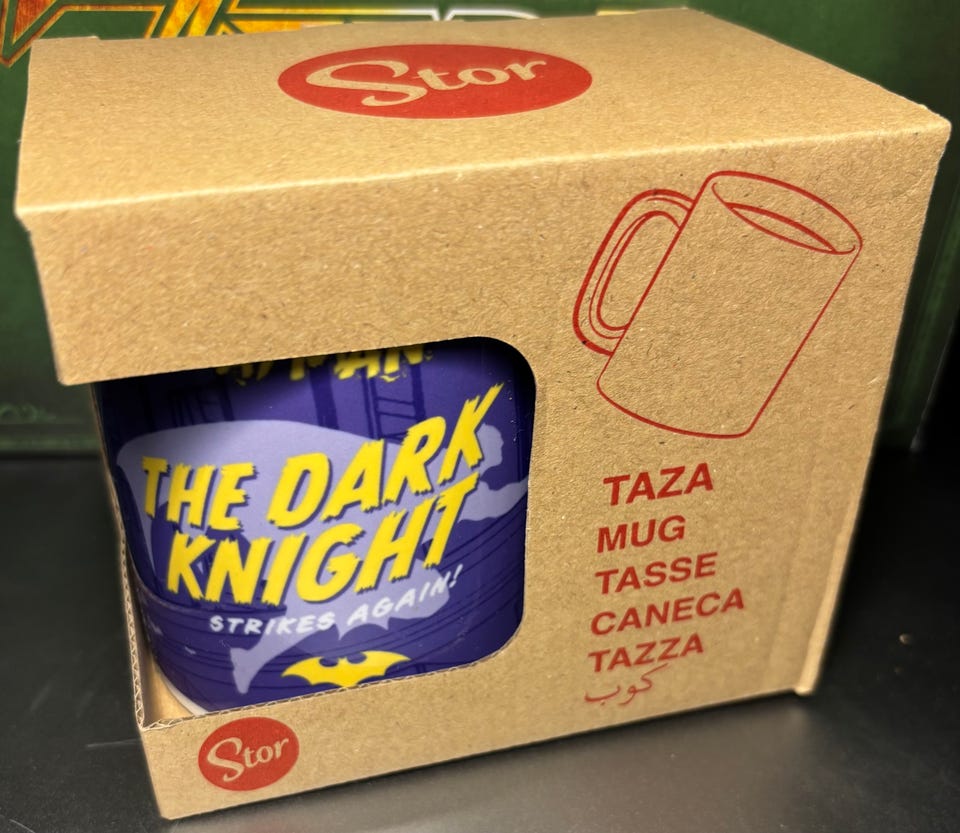 Stor
THE DARK
KNIGHT
STRIKES AGAIN!
TAZA
MUG
TASSE
CANECA
TAZZA
كوب
Stor